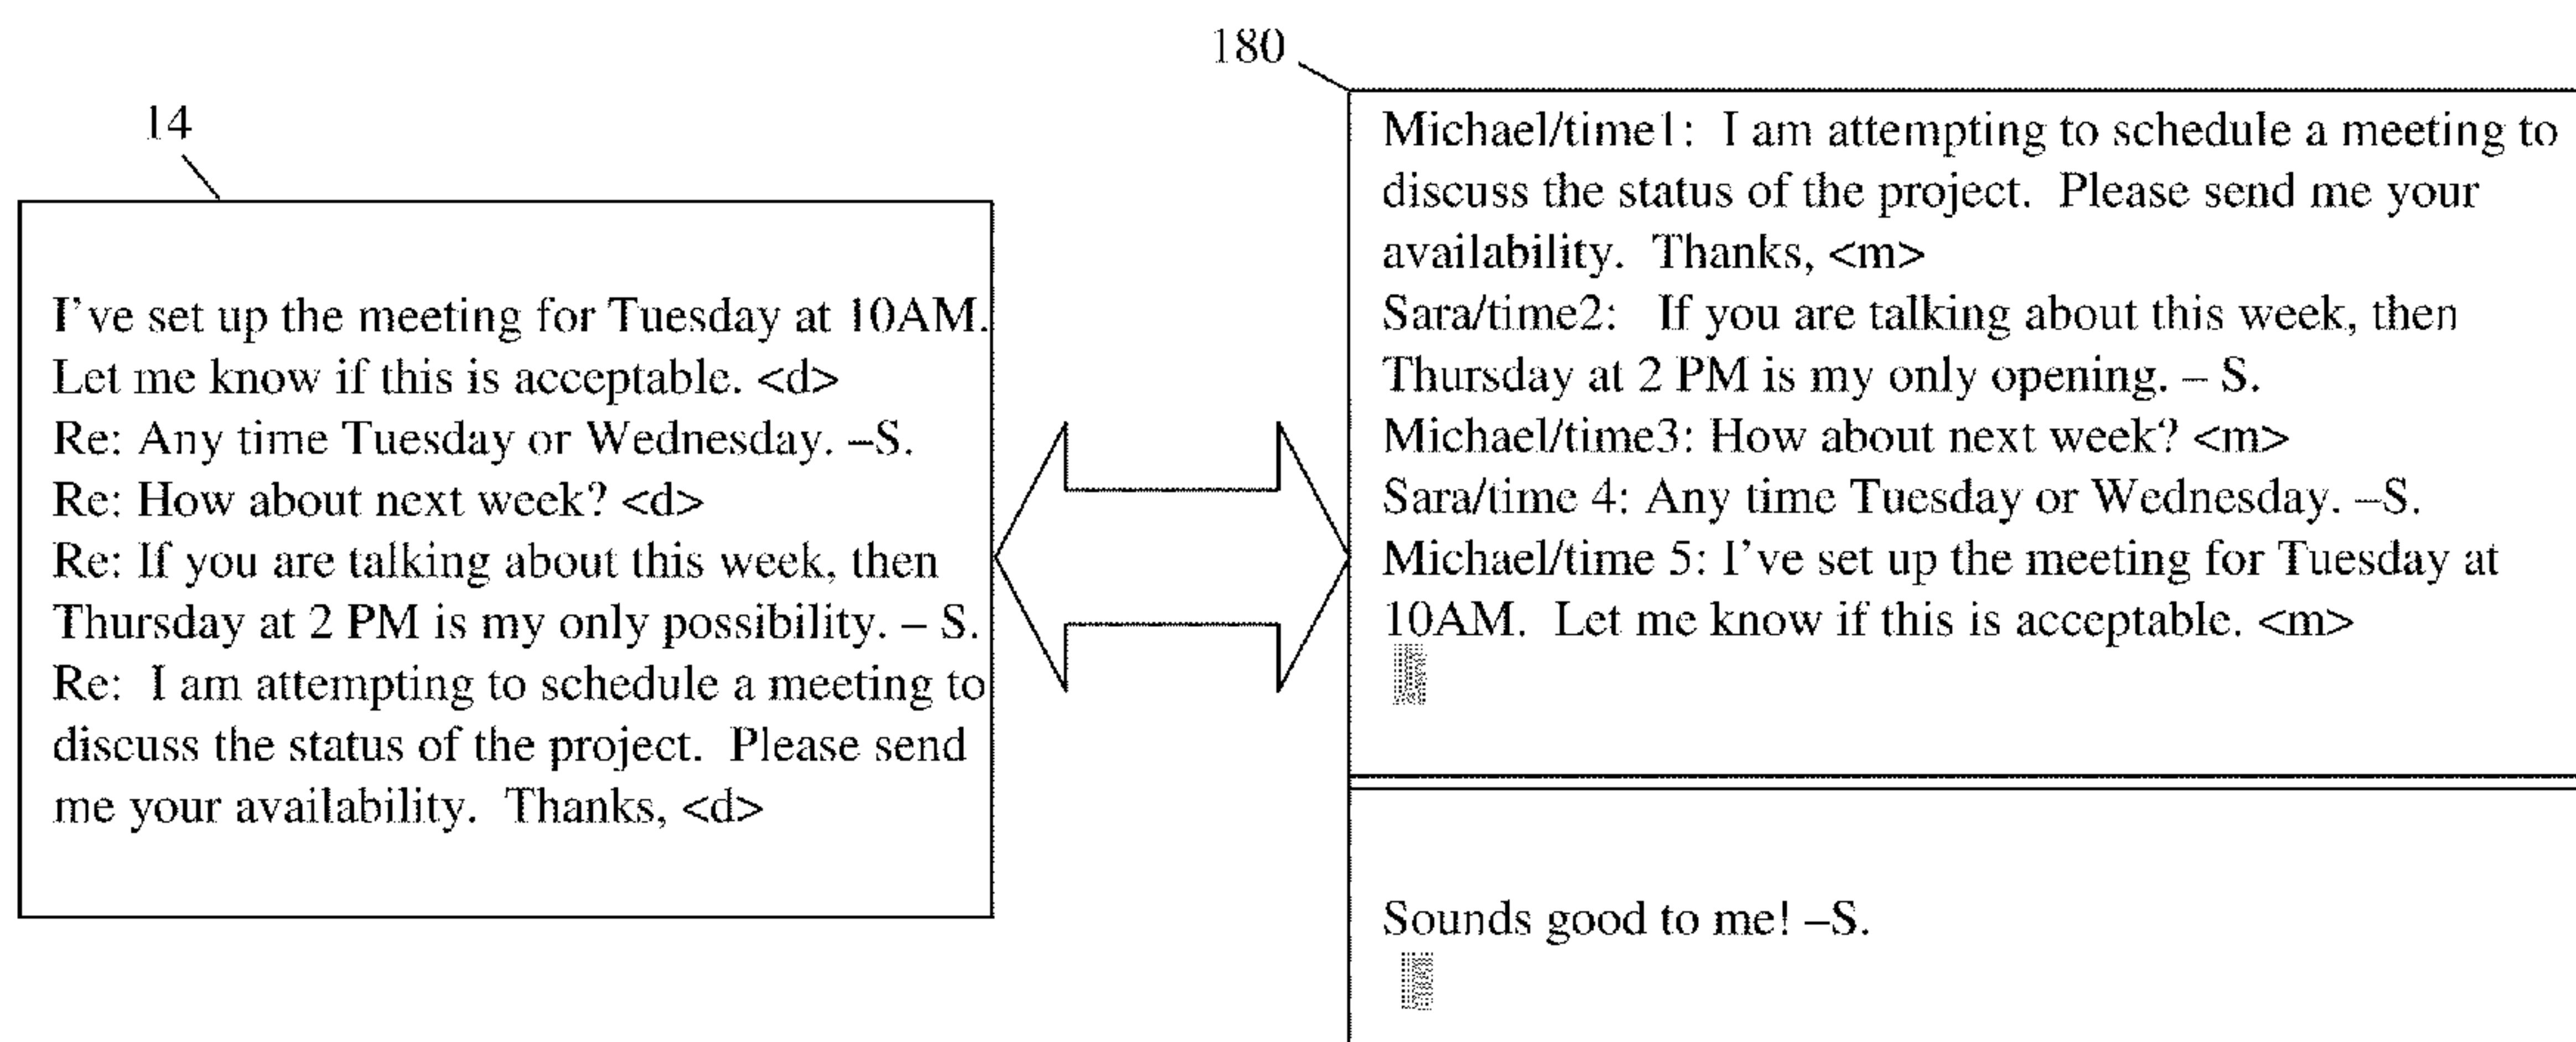 180
14
I've set up the meeting for Tuesday at 10AM.
Let me know if this is acceptable. <d>
Re: Any time Tuesday or Wednesday. –S.
Re: How about next week? <d>
Re: If you are talking about this week, then
Thursday at 2 PM is my only possibility. – S.
Re:  I am attempting to schedule a meeting to
discuss the status of the project.  Please send
me your availability.  Thanks, <d>
Michael/time1:  I am attempting to schedule a meeting to
discuss the status of the project.  Please send me your
availability.  Thanks, <m>
Sara/time2:   If you are talking about this week, then
Thursday at 2 PM is my only opening. – S.
Michael/time3: How about next week? <m>
Sara/time 4: Any time Tuesday or Wednesday. –S.
Michael/time 5: I've set up the meeting for Tuesday at
10AM.  Let me know if this is acceptable. <m>
Sounds good to me! –S.